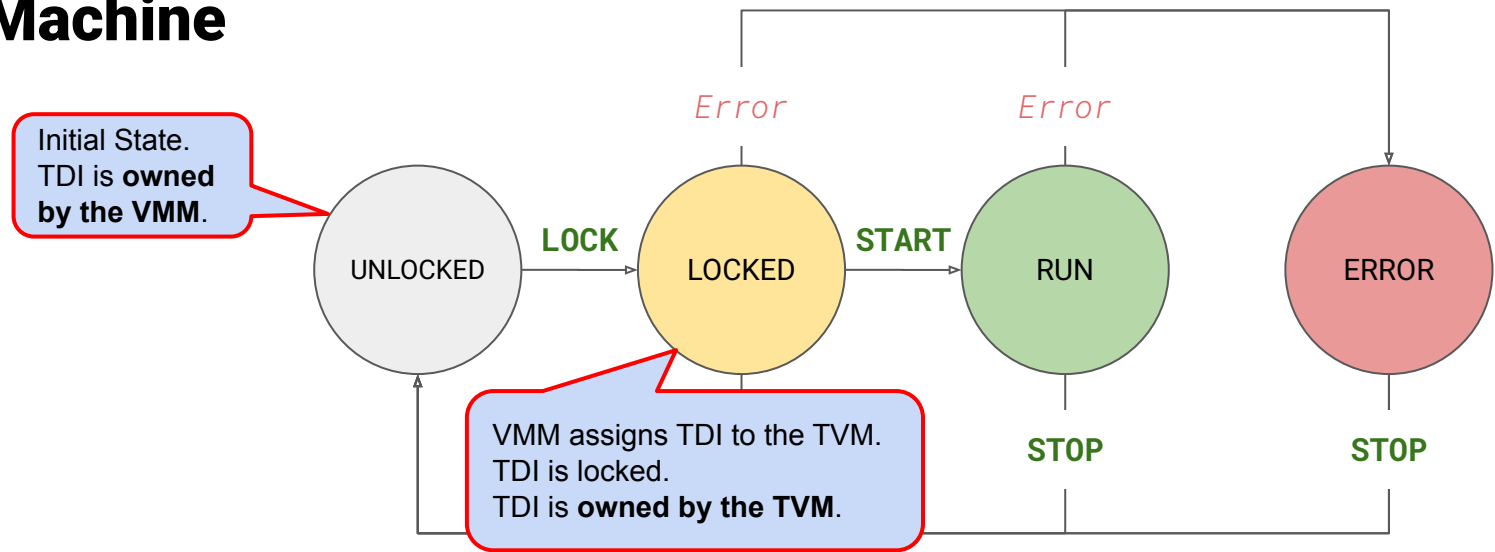 Machine
Error
Error
Initial State.
TDI is owned
by the VMM.
LOCK
START
UNLOCKED
LOCKED
RUN
ERROR
VMM assigns TDI to the TVM.
TDI is locked.
TDI is owned by the TVM.
STOP
STOP